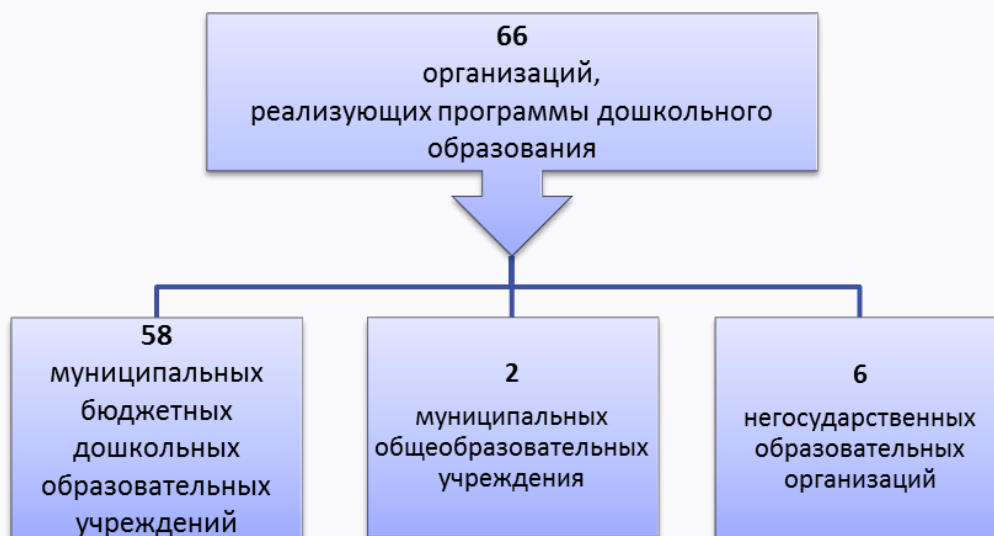 66
организаций,
реализующих программы дошкольного
образования
58
муниципальных
бюджетных
дошкольных
образовательных
учреждений
2
муниципальных
общеобразовательных
учреждения
6
негосударственных
образовательных
организаций